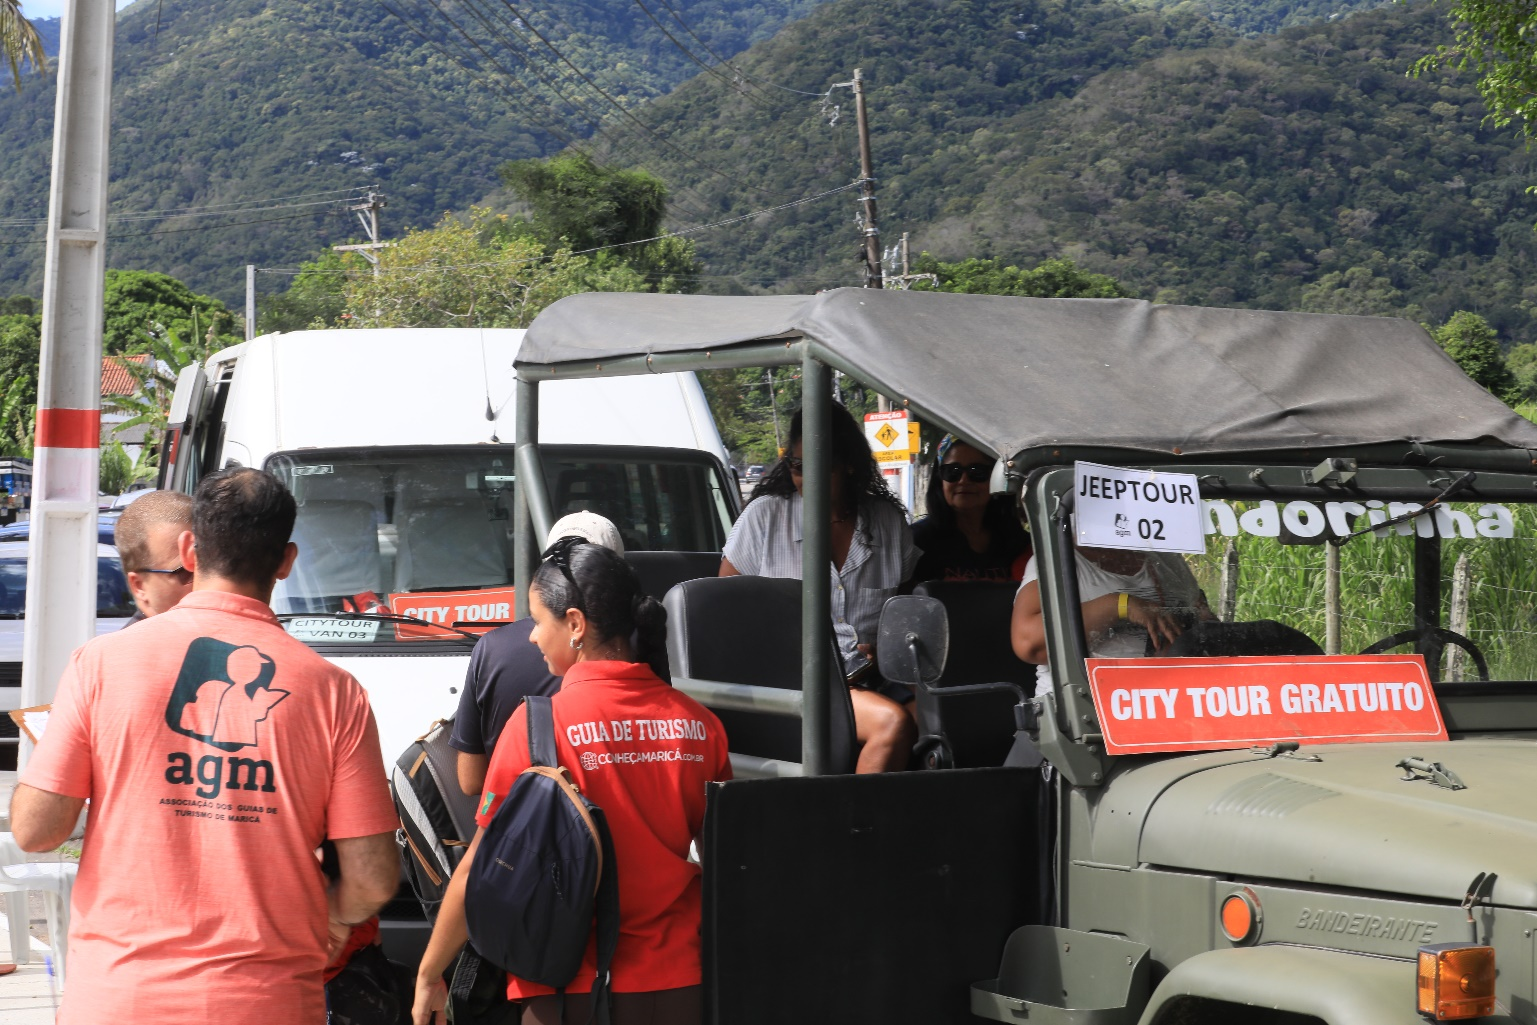 ATENÇÃO
JEEPTOUR
agm 02
ndorinha
CITY TOUR
CITYTOUR
VAN 03
CITY TOUR GRATUITO
GUIA DE TURISMO
CONHEÇAMARICÁ.COM.BR
agm
ASSOCIAÇÃO DOS GUIAS DE
TURISMO DE MARICÁ
BANDEIRANTE